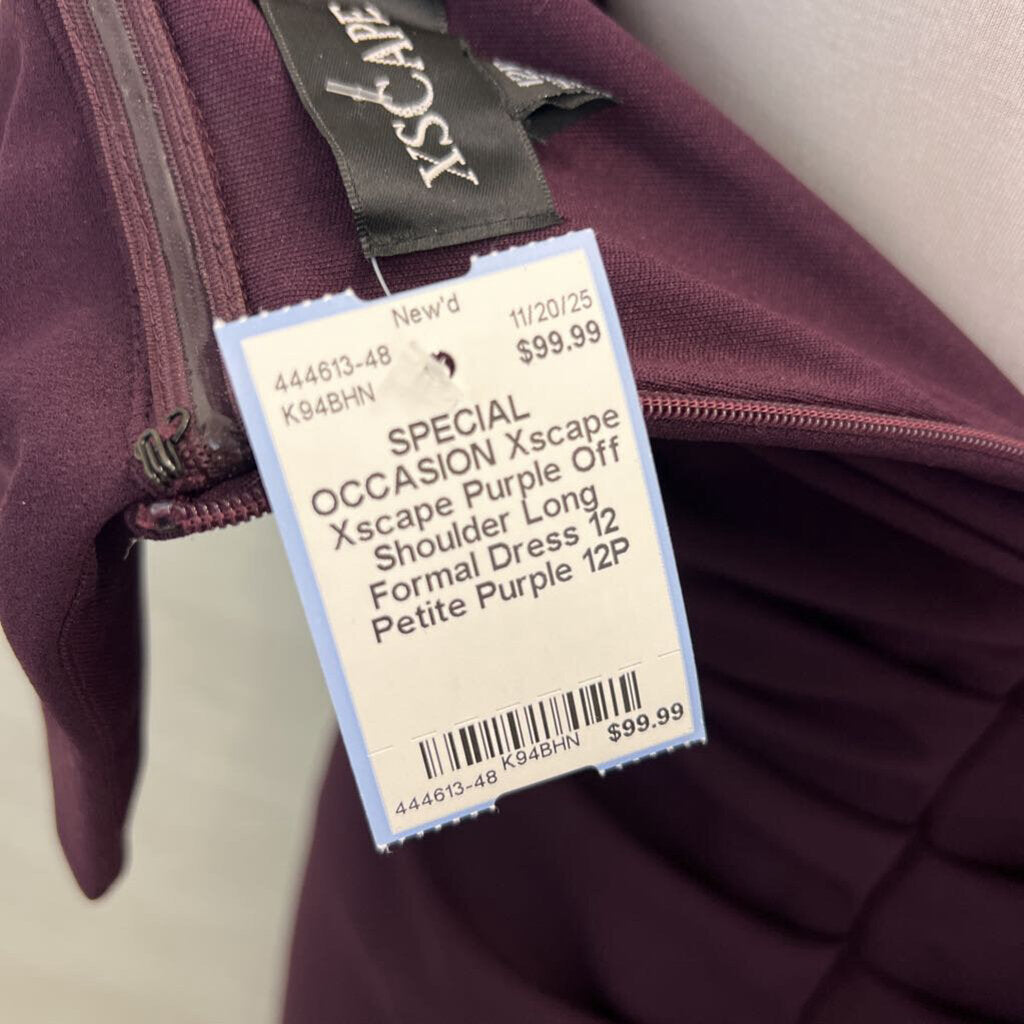 XSCAPE
New'd
444613-48
11/20/25
K94BHN
$99.99
SPECIAL
OCCASION Xscape
Xscape Purple Off
Shoulder Long
Formal Dress 12
Petite Purple 12P
444613-48 K94BHN $99.99